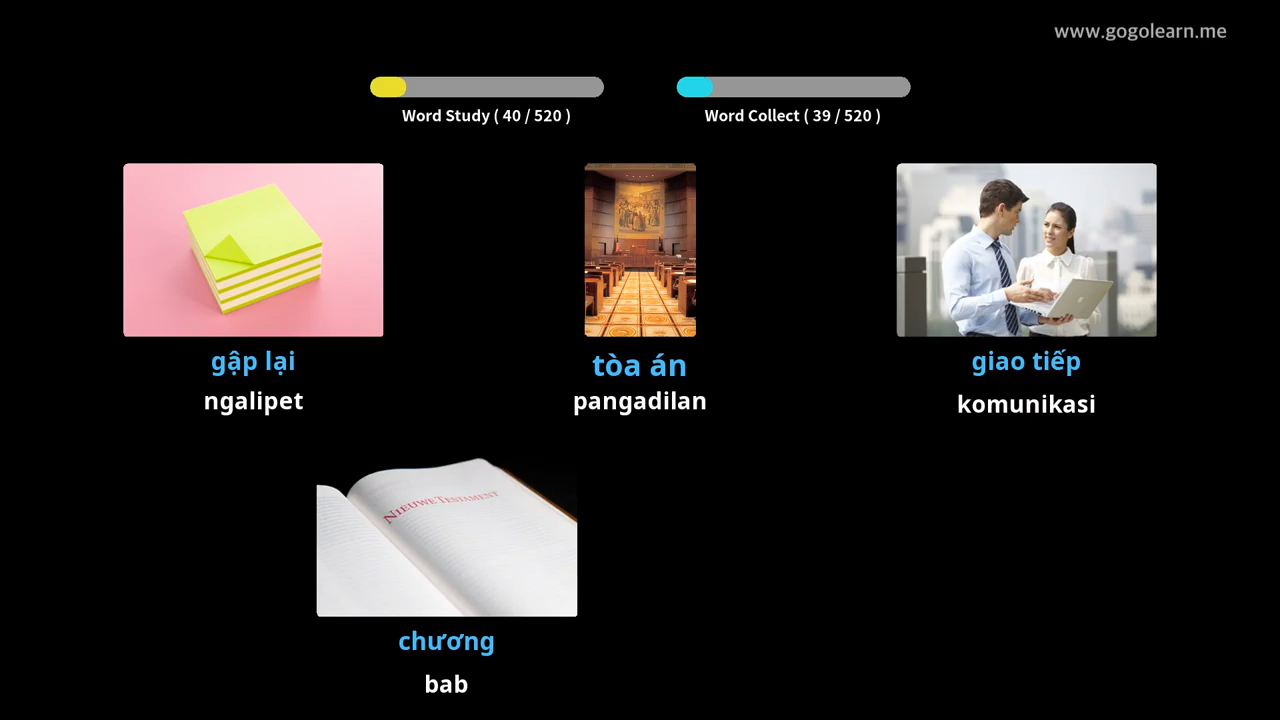 www.gogolearn.me
Word Study ( 40 / 520 )
Word Collect ( 39 / 520 )
gập lại
ngalipet
tòa án
pangadilan
giao tiếp
komunikasi
NIEUWE TESTAMENT
chương
bab